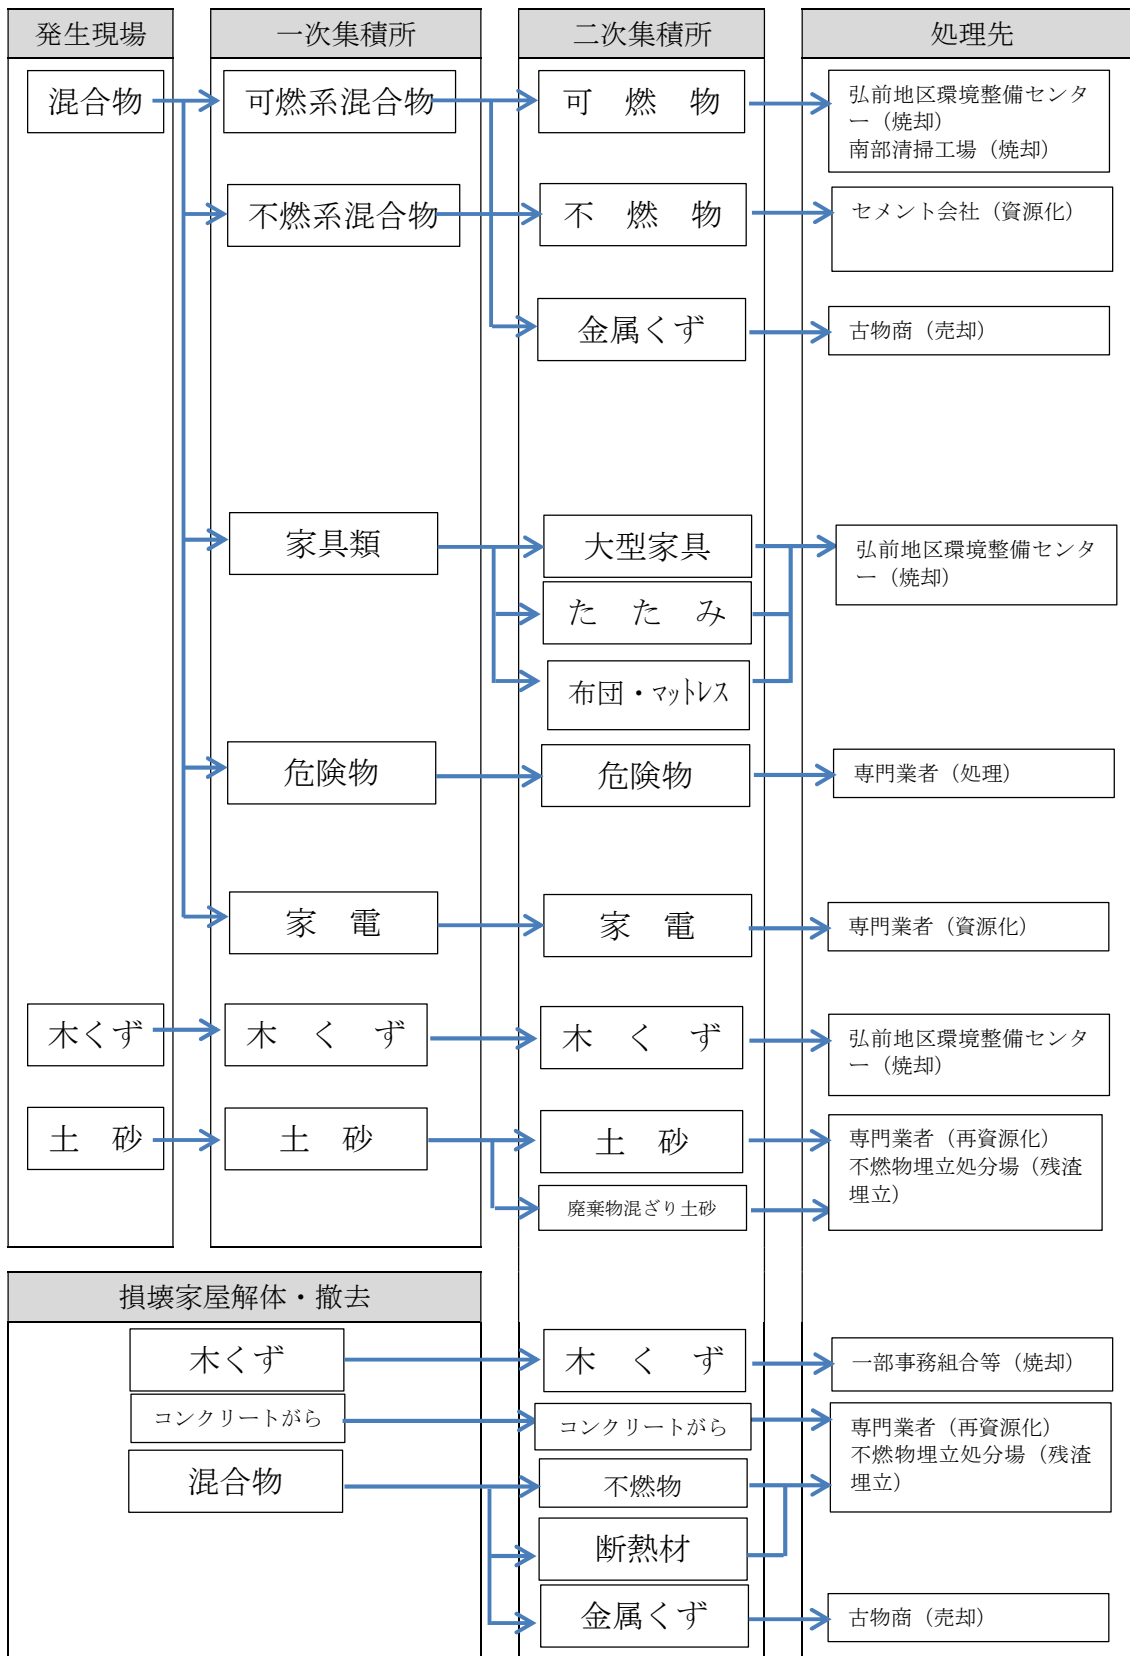 発生現場
一次集積所
二次集積所
処理先
混合物
可燃系混合物
可　燃　物
弘前地区環境整備センタ
ー（焼却）
南部清掃工場（焼却）
不燃系混合物
不　燃　物
セメント会社（資源化）
金属くず
古物商（売却）
家具類
大型家具
弘前地区環境整備センタ
ー（焼却）
た　た　み
布団・マットレス
危険物
危険物
専門業者（処理）
家　電
家　電
専門業者（資源化）
木くず
木　く　ず
木　く　ず
弘前地区環境整備センタ
ー（焼却）
土　砂
土　砂
土　砂
専門業者（再資源化）
不燃物埋立処分場（残渣
埋立）
廃棄物混ざり土砂
損壊家屋解体・撤去
木くず
木　く　ず
一部事務組合等（焼却）
コンクリートがら
コンクリートがら
専門業者（再資源化）
不燃物埋立処分場（残渣
埋立）
混合物
不燃物
断熱材
金属くず
古物商（売却）